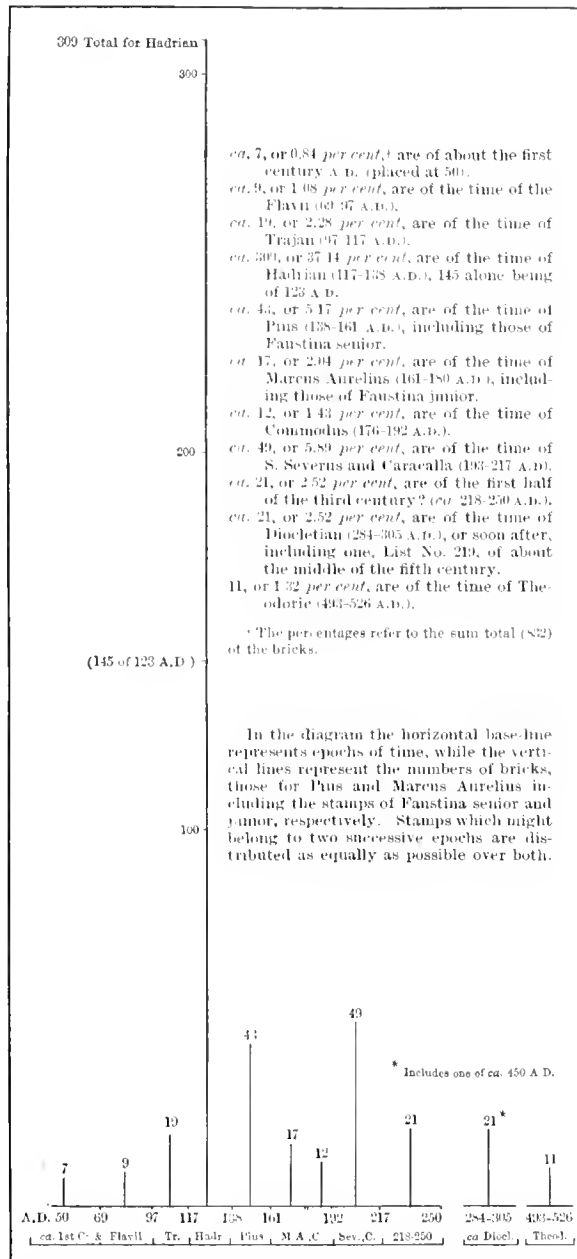 309 Total for Hadrian
300
ca. 7, or 0.84 per cent,† are of about the first
century A D. (placed at 50).
ca. 9, or 1.08 per cent, are of the time of the
Flavii (69-97 A.D.).
ca. 19, or 2.28 per cent, are of the time of
Trajan (97-117 A.D.).
ca. 309, or 37 14 per cent, are of the time of
Hadrian (117-138 A.D.), 145 alone being
of 123 A D.
ca. 43, or 5 17 per cent, are of the time of
Pius (138-161 A.D.), including those of
Faustina senior.
ca 17, or 2.04 per cent, are of the time of
Marcus Aurelius (161-180 A.D.), includ-
ing those of Faustina junior.
ca. 12, or 1 43 per cent, are of the time of
Commodus (176-192 A.D.).
ca. 49, or 5.89 per cent, are of the time of
S. Severus and Caracalla (193-217 A.D.).
ca. 21, or 2 52 per cent, are of the first half
of the third century? (ca 218-250 A.D.).
ca. 21, or 2.52 per cent, are of the time of
Diocletian (284-305 A.D.), or soon after,
including one, List No. 219, of about
the middle of the fifth century.
11, or 1 32 per cent, are of the time of The-
odoric (493-526 A.D.).
† The percentages refer to the sum total (832)
of the bricks.
200
(145 of 123 A.D )
In the diagram the horizontal base-line
represents epochs of time, while the verti-
cal lines represent the numbers of bricks,
those for Pius and Marcus Aurelius in-
cluding the stamps of Faustina senior and
junior, respectively. Stamps which might
belong to two successive epochs are dis-
tributed as equally as possible over both.
100
* Includes one of ca. 450 A D.
7 9 19 43 17 12 49 21 21* 11
A.D. 50 69 97 117 138 161 192 217 250 284-305 493-526
ca. 1st C. & Flavii Tr. Hadr Pius M A.,C Sev.,C. 218-250 ca Diocl. Theod.